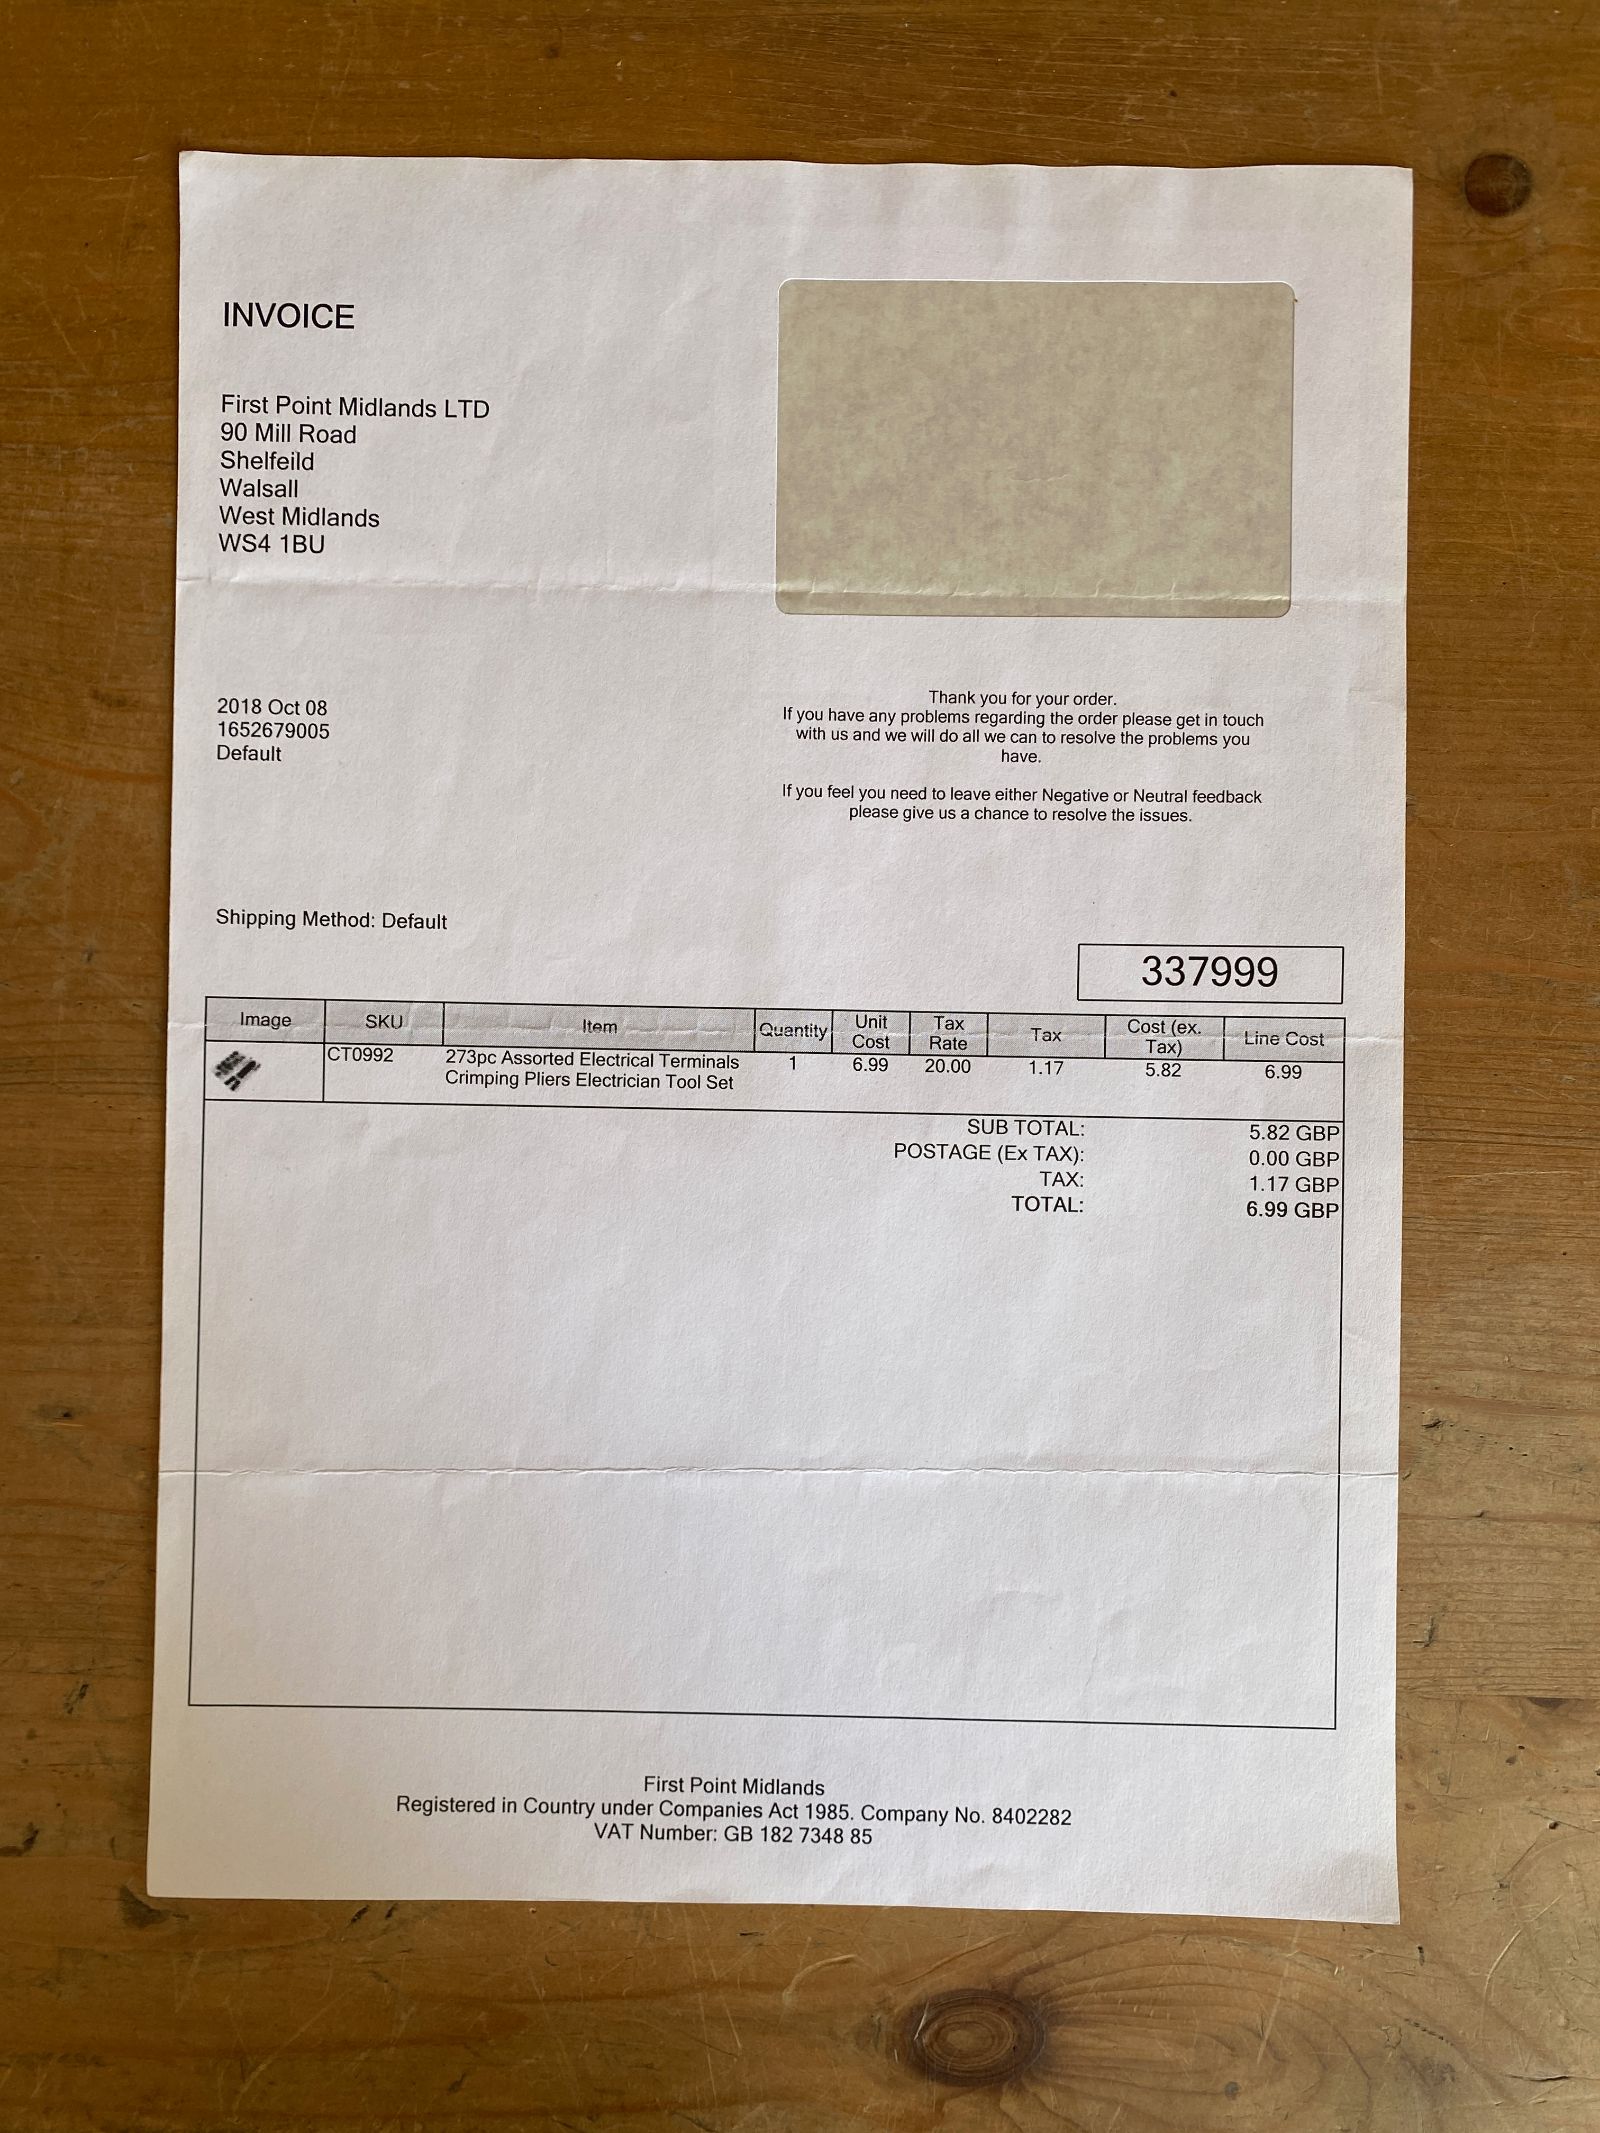 INVOICE
First Point Midlands LTD
90 Mill Road
Shelfeild
Walsall
West Midlands
WS4 1BU
2018 Oct 08
1652679005
Default
Thank you for your order.
If you have any problems regarding the order please get in touch
with us and we will do all we can to resolve the problems you
have.
If you feel you need to leave either Negative or Neutral feedback
please give us a chance to resolve the issues.
Shipping Method: Default
337999
Image SKU Item Quantity Unit Cost Tax Rate Tax Cost (ex. Tax) Line Cost
CT0992 273pc Assorted Electrical Terminals 1 6.99 20.00 1.17 5.82 6.99
Crimping Pliers Electrician Tool Set
SUB TOTAL: 5.82 GBP
POSTAGE (Ex TAX): 0.00 GBP
TAX: 1.17 GBP
TOTAL: 6.99 GBP
First Point Midlands
Registered in Country under Companies Act 1985. Company No. 8402282
VAT Number: GB 182 7348 85